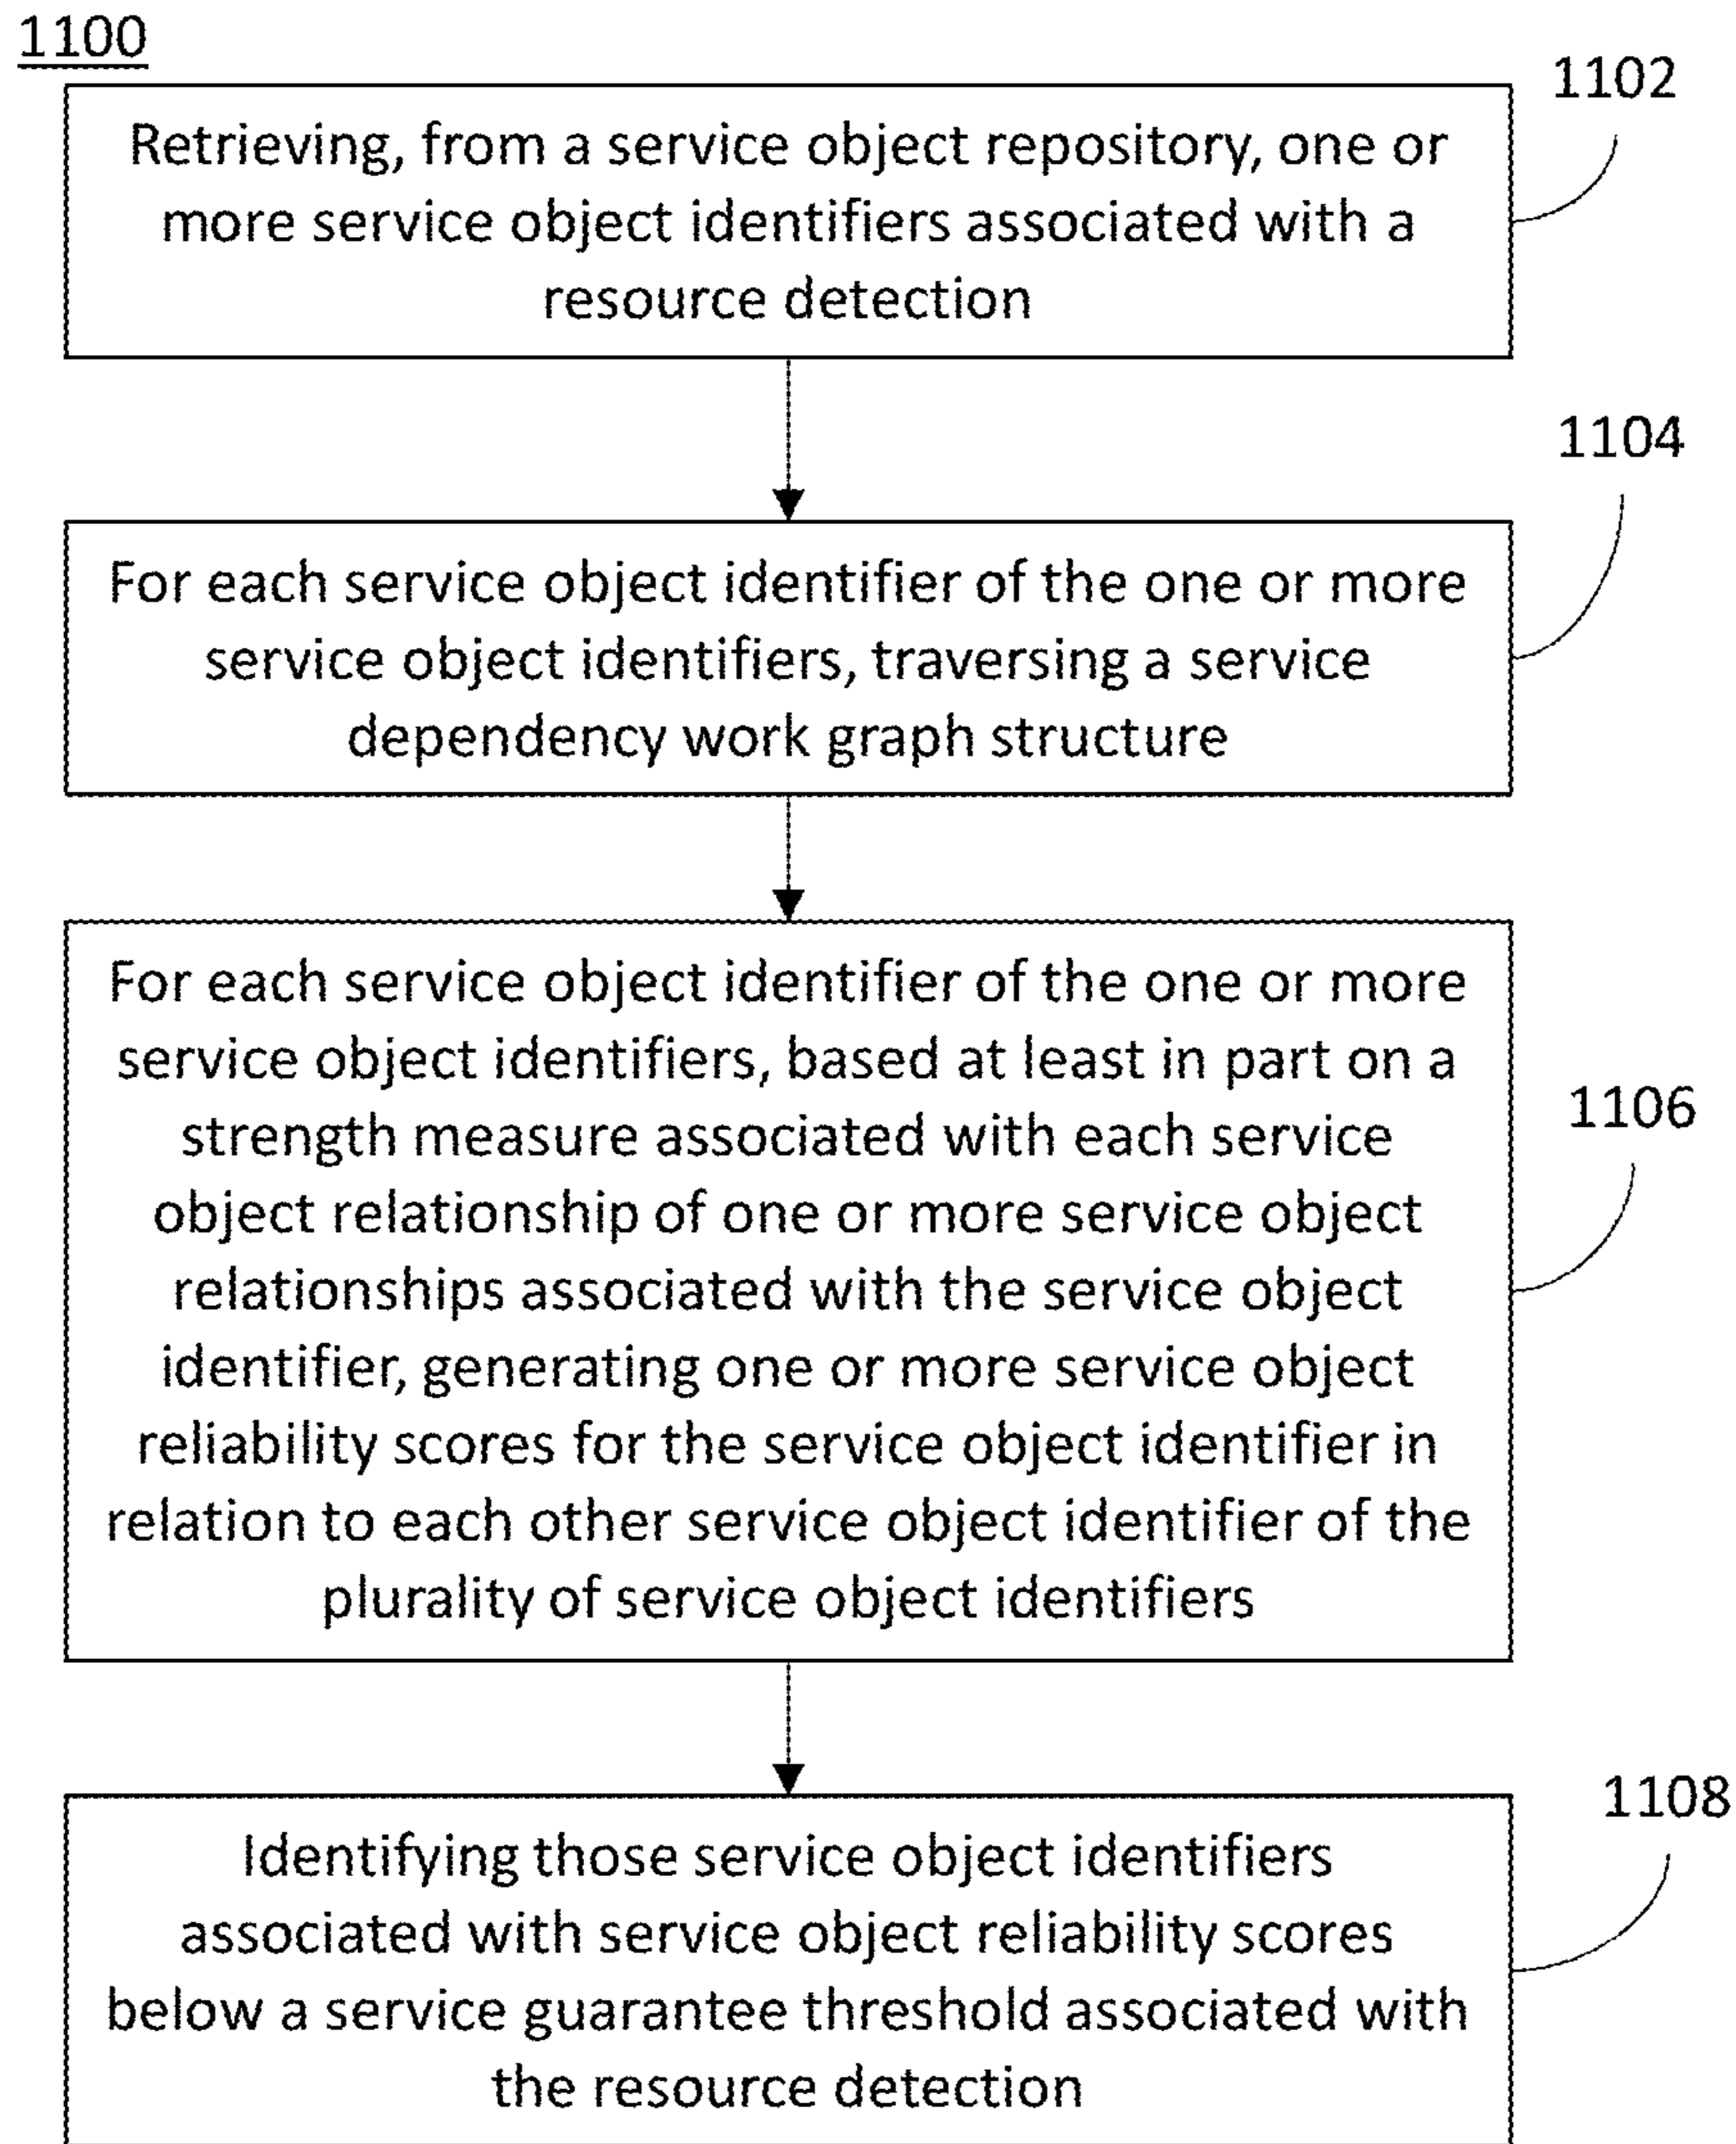 1100
1102
Retrieving, from a service object repository, one or
more service object identifiers associated with a
resource detection
1104
For each service object identifier of the one or more
service object identifiers, traversing a service
dependency work graph structure
For each service object identifier of the one or more
service object identifiers, based at least in part on a
strength measure associated with each service
object relationship of one or more service object
relationships associated with the service object
identifier, generating one or more service object
reliability scores for the service object identifier in
relation to each other service object identifier of the
plurality of service object identifiers
1106
1108
Identifying those service object identifiers
associated with service object reliability scores
below a service guarantee threshold associated with
the resource detection